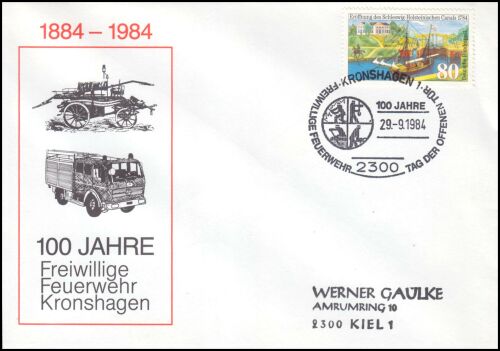 1884 – 1984
100 JAHRE
Freiwillige
Feuerwehr
Kronshagen
Eröffnung des Schleswig-Holsteinischen Canals 1784
80
KRONSHAGEN 1
FREIWILLIGE FEUERWEHR
TAG DER OFFENEN TÜR
100 JAHRE
29.-9.1984
2300
WERNER GAULKE
AMRUMRING 10
2300 KIEL 1